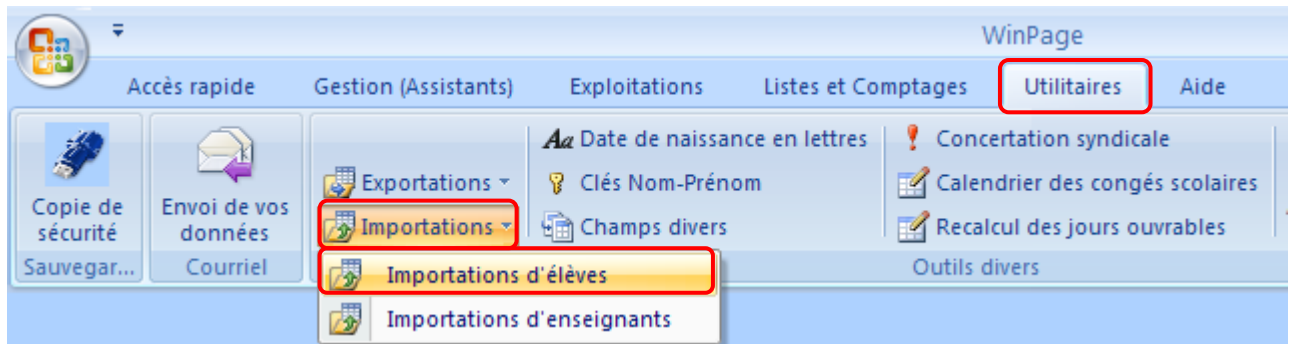 WinPage
Accès rapide
Gestion (Assistants)
Exploitations
Listes et Comptages
Utilitaires
Aide
Copie de
sécurité
Envoi de vos
données
Exportations
Importations
Aa Date de naissance en lettres
Clés Nom-Prénom
Champs divers
Concertation syndicale
Calendrier des congés scolaires
Recalcul des jours ouvrables
Sauvegar...
Courriel
Outils divers
Importations d'élèves
Importations d'enseignants